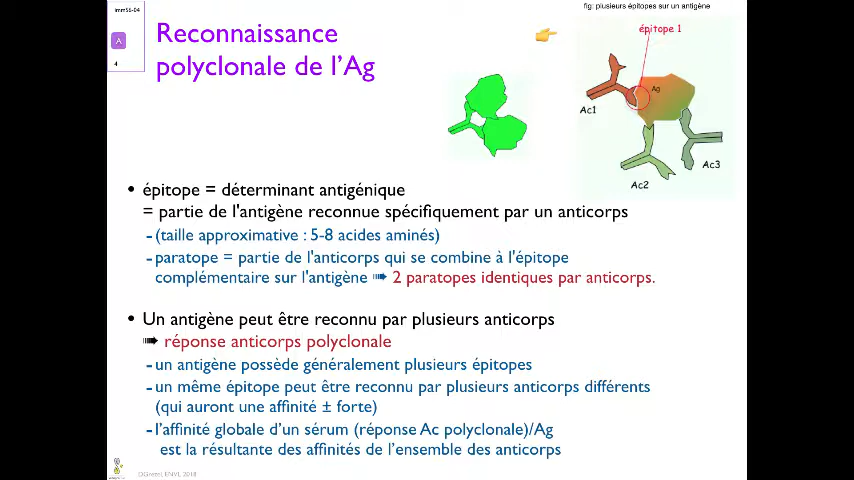 imm56-04
A
4
Reconnaissance
polyclonale de l'Ag
fig: plusieurs épitopes sur un antigène
épitope 1
Ag
Ac1
Ac2
Ac3
• épitope = déterminant antigénique
= partie de l'antigène reconnue spécifiquement par un anticorps
- (taille approximative : 5-8 acides aminés)
- paratope = partie de l'anticorps qui se combine à l'épitope
complémentaire sur l'antigène ➠ 2 paratopes identiques par anticorps.
• Un antigène peut être reconnu par plusieurs anticorps
➠ réponse anticorps polyclonale
- un antigène possède généralement plusieurs épitopes
- un même épitope peut être reconnu par plusieurs anticorps différents
(qui auront une affinité ± forte)
- l'affinité globale d'un sérum (réponse Ac polyclonale)/Ag
est la résultante des affinités de l'ensemble des anticorps